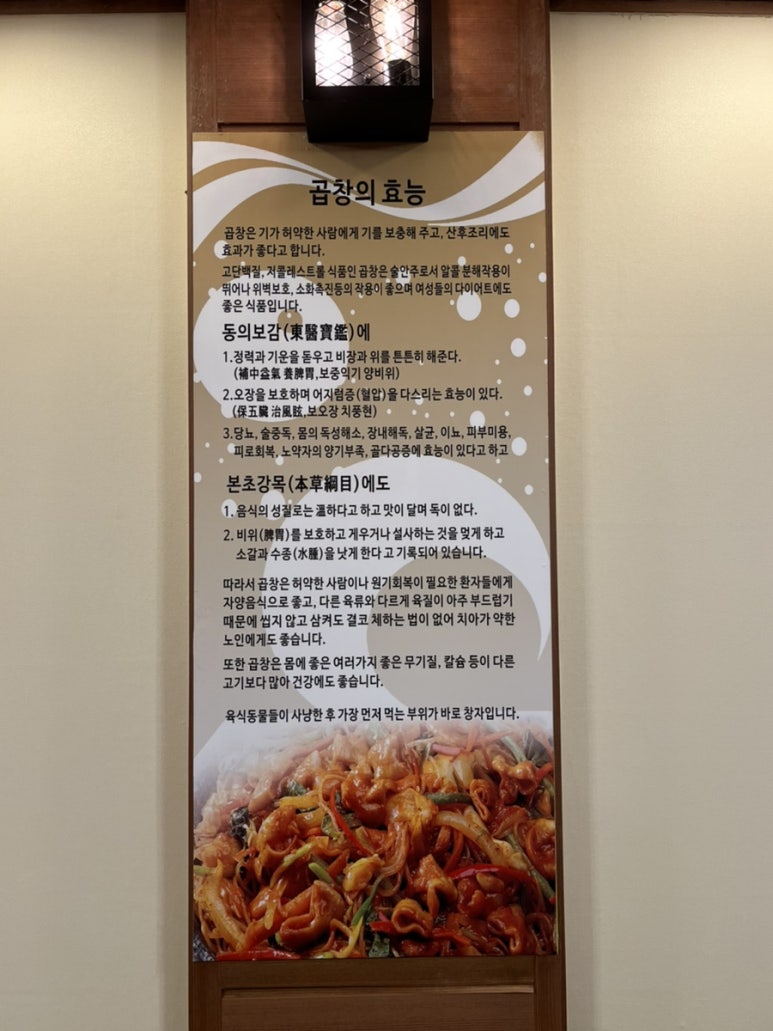 곱창의 효능
곱창은 기가 허약한 사람에게 기를 보충해 주고, 산후조리에도
효과가 좋다고 합니다.
고단백질, 저콜레스트롤 식품인 곱창은 술안주로서 알콜 분해작용이
뛰어나 위벽보호, 소화촉진등의 작용이 좋으며 여성들의 다이어트에도
좋은 식품입니다.
동의보감(東醫寶鑑)에
1.정력과 기운을 돋우고 비장과 위를 튼튼히 해준다.
(補中益氣 養脾胃,보중익기 양비위)
2.오장을 보호하며 어지럼증(혈압)을 다스리는 효능이 있다.
(保五臟 治風眩,보오장 치풍현)
3.당뇨, 술중독, 몸의 독성해소, 장내해독, 살균, 이뇨, 피부미용,
피로회복, 노약자의 양기부족, 골다공증에 효능이 있다고 하고
본초강목(本草綱目)에도
1. 음식의 성질로는 溫하다고 하고 맛이 달며 독이 없다.
2. 비위(脾胃)를 보호하고 게우거나 설사하는 것을 멎게 하고
소갈과 수종(水腫)을 낫게 한다 고 기록되어 있습니다.
따라서 곱창은 허약한 사람이나 원기회복이 필요한 환자들에게
자양음식으로 좋고, 다른 육류와 다르게 육질이 아주 부드럽기
때문에 씹지 않고 삼켜도 결코 체하는 법이 없어 치아가 약한
노인에게도 좋습니다.
또한 곱창은 몸에 좋은 여러가지 좋은 무기질, 칼슘 등이 다른
고기보다 많아 건강에도 좋습니다.
육식동물들이 사냥한 후 가장 먼저 먹는 부위가 바로 창자입니다.